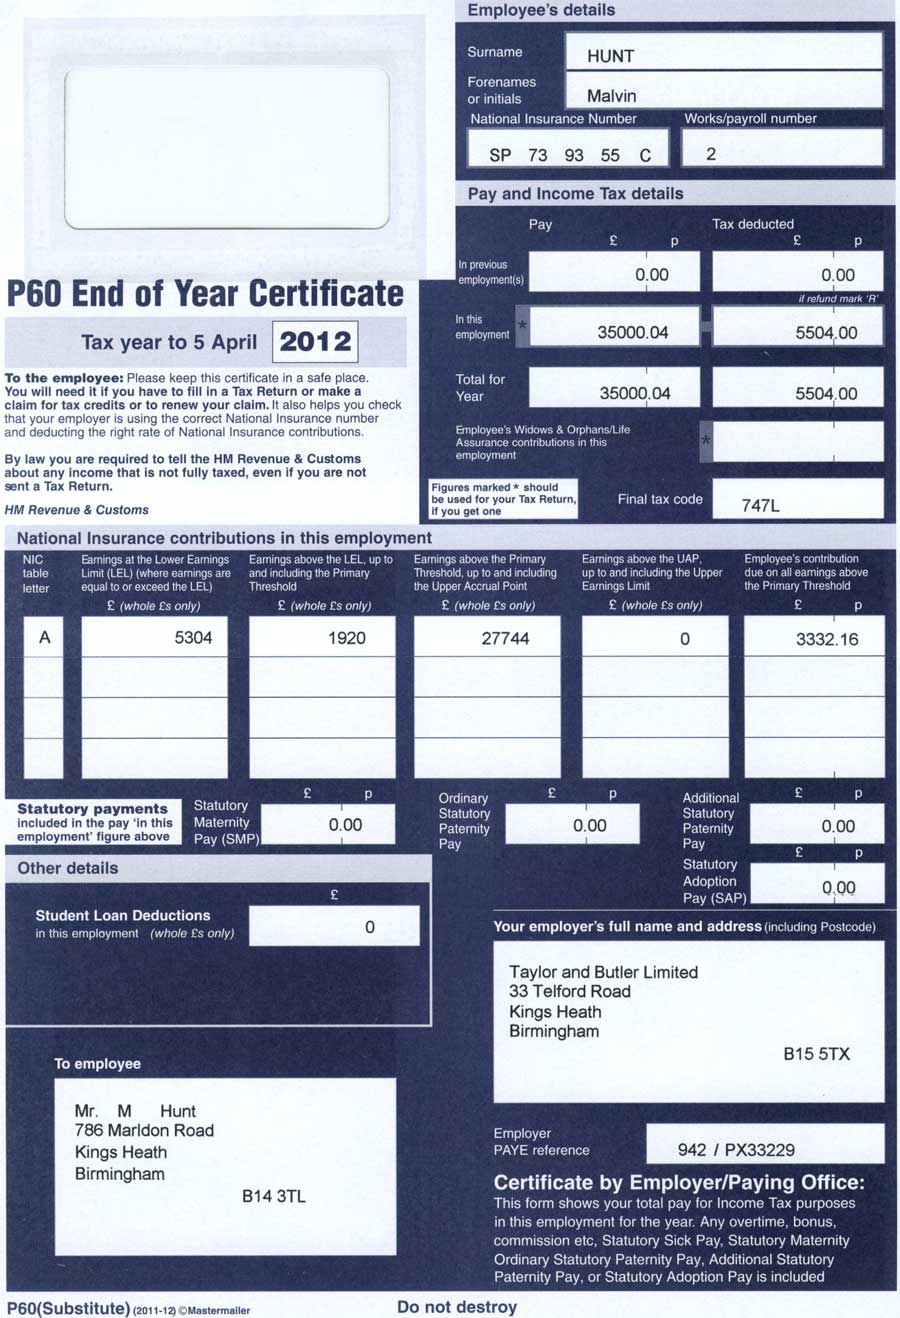 Employee's details
Surname
HUNT
Forenames
or initials
Malvin
National Insurance Number
Works/payroll number
SP 73 93 55 C
2
Pay and Income Tax details
Pay
Tax deducted
£ p
£ p
In previous
employment(s)
0.00
0.00
if refund mark 'R'
In this
employment
*
35000.04
*
5504.00
Total for
Year
35000.04
5504.00
Employee's Widows & Orphans/Life
Assurance contributions in this
employment
*
Figures marked * should
be used for your Tax Return,
if you get one
Final tax code
747L
P60 End of Year Certificate
Tax year to 5 April 2012
To the employee: Please keep this certificate in a safe place.
You will need it if you have to fill in a Tax Return or make a
claim for tax credits or to renew your claim. It also helps you check
that your employer is using the correct National Insurance number
and deducting the right rate of National Insurance contributions.
By law you are required to tell the HM Revenue & Customs
about any income that is not fully taxed, even if you are not
sent a Tax Return.
HM Revenue & Customs
National Insurance contributions in this employment
NIC
table
letter
Earnings at the Lower Earnings
Limit (LEL) (where earnings are
equal to or exceed the LEL)
£ (whole £s only)
Earnings above the LEL, up to
and including the Primary
Threshold
£ (whole £s only)
Earnings above the Primary
Threshold, up to and including
the Upper Accrual Point
£ (whole £s only)
Earnings above the UAP,
up to and including the Upper
Earnings Limit
£ (whole £s only)
Employee's contribution
due on all earnings above
the Primary Threshold
£ p
A 5304 1920 27744 0 3332.16
Statutory payments
included in the pay 'in this
employment' figure above
Statutory
Maternity
Pay (SMP)
£ p
0.00
Ordinary
Statutory
Paternity
Pay
£ p
0.00
Additional
Statutory
Paternity
Pay
£ p
0.00
Statutory
Adoption
Pay (SAP)
£ p
0.00
Other details
£
Student Loan Deductions
in this employment (whole £s only)
0
Your employer's full name and address (including Postcode)
Taylor and Butler Limited
33 Telford Road
Kings Heath
Birmingham
B15 5TX
To employee
Mr. M Hunt
786 Marldon Road
Kings Heath
Birmingham
B14 3TL
Employer
PAYE reference
942 / PX33229
Certificate by Employer/Paying Office:
This form shows your total pay for Income Tax purposes
in this employment for the year. Any overtime, bonus,
commission etc, Statutory Sick Pay, Statutory Maternity
Ordinary Statutory Paternity Pay, Additional Statutory
Paternity Pay, or Statutory Adoption Pay is included
P60(Substitute) (2011-12) ©Mastermailer
Do not destroy